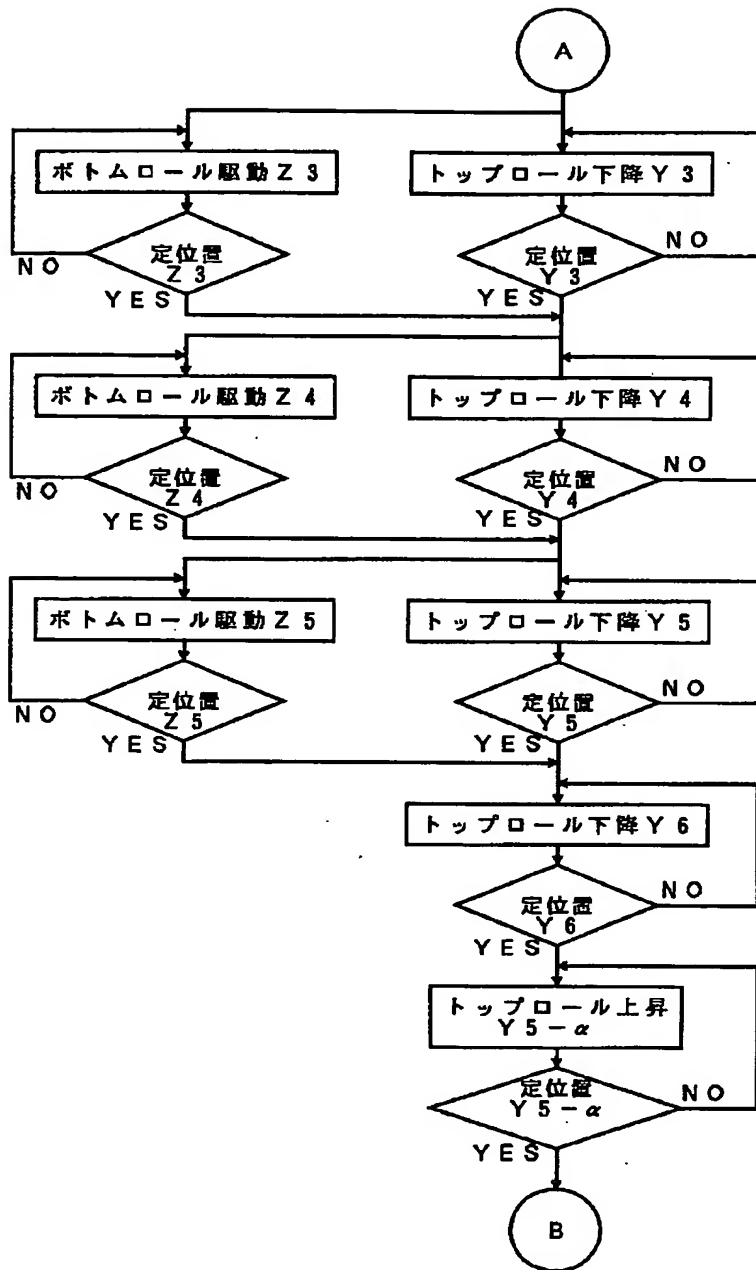 A
ボトムロール駆動Z3
トップロール下降Y3
定位置
Z3
NO
YES
定位置
Y3
NO
YES
ボトムロール駆動Z4
トップロール下降Y4
定位置
Z4
NO
YES
定位置
Y4
NO
YES
ボトムロール駆動Z5
トップロール下降Y5
定位置
Z5
NO
YES
定位置
Y5
NO
YES
トップロール下降Y6
定位置
Y6
NO
YES
トップロール上昇
Y5-α
定位置
Y5-α
NO
YES
B